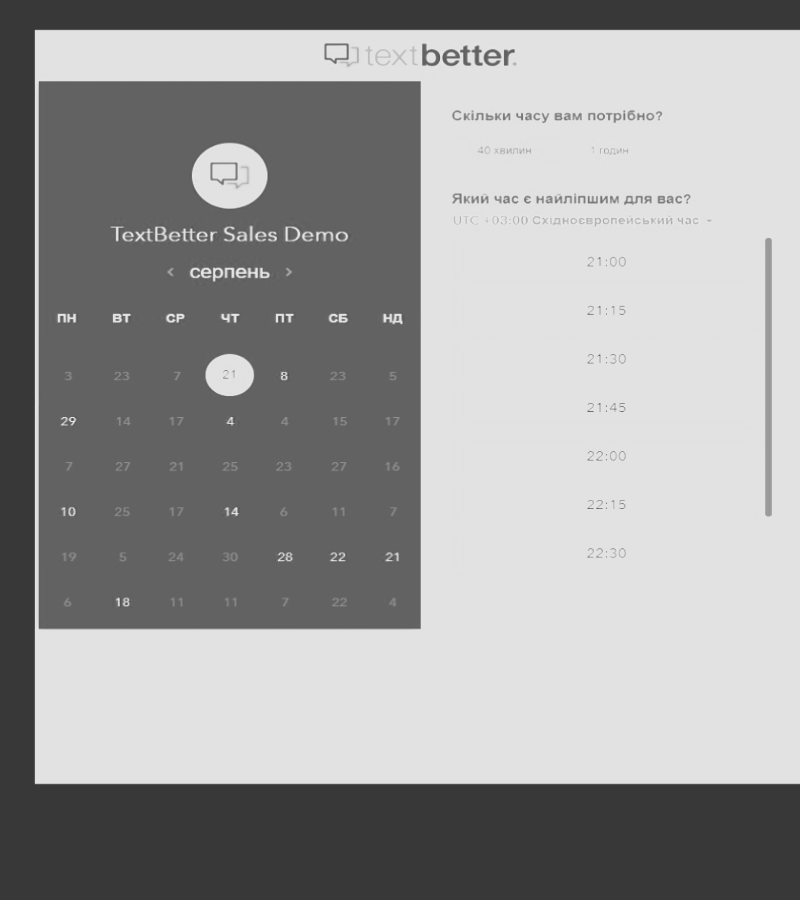 textbetter.
TextBetter Sales Demo
< серпень >
ПН ВТ СР ЧТ ПТ СБ НД
3 23 7 21 8 23 5
29 14 17 4 4 15 17
7 27 21 25 23 27 16
10 25 17 14 6 11 7
19 5 24 30 28 22 21
6 18 11 11 7 22 4
Скільки часу вам потрібно?
40 хвилин 1 годин
Який час є найліпшим для вас?
UTC +03:00 Східноєвропейський час
21:00
21:15
21:30
21:45
22:00
22:15
22:30